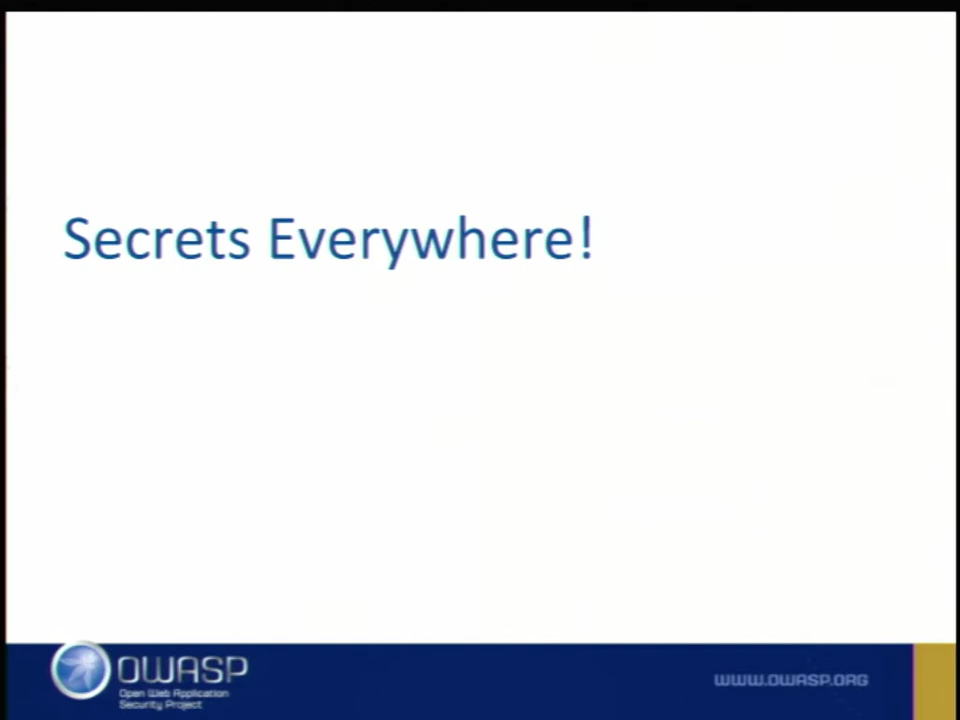 Secrets Everywhere!
OWASP
Open Web Application
Security Project
WWW.OWASP.ORG